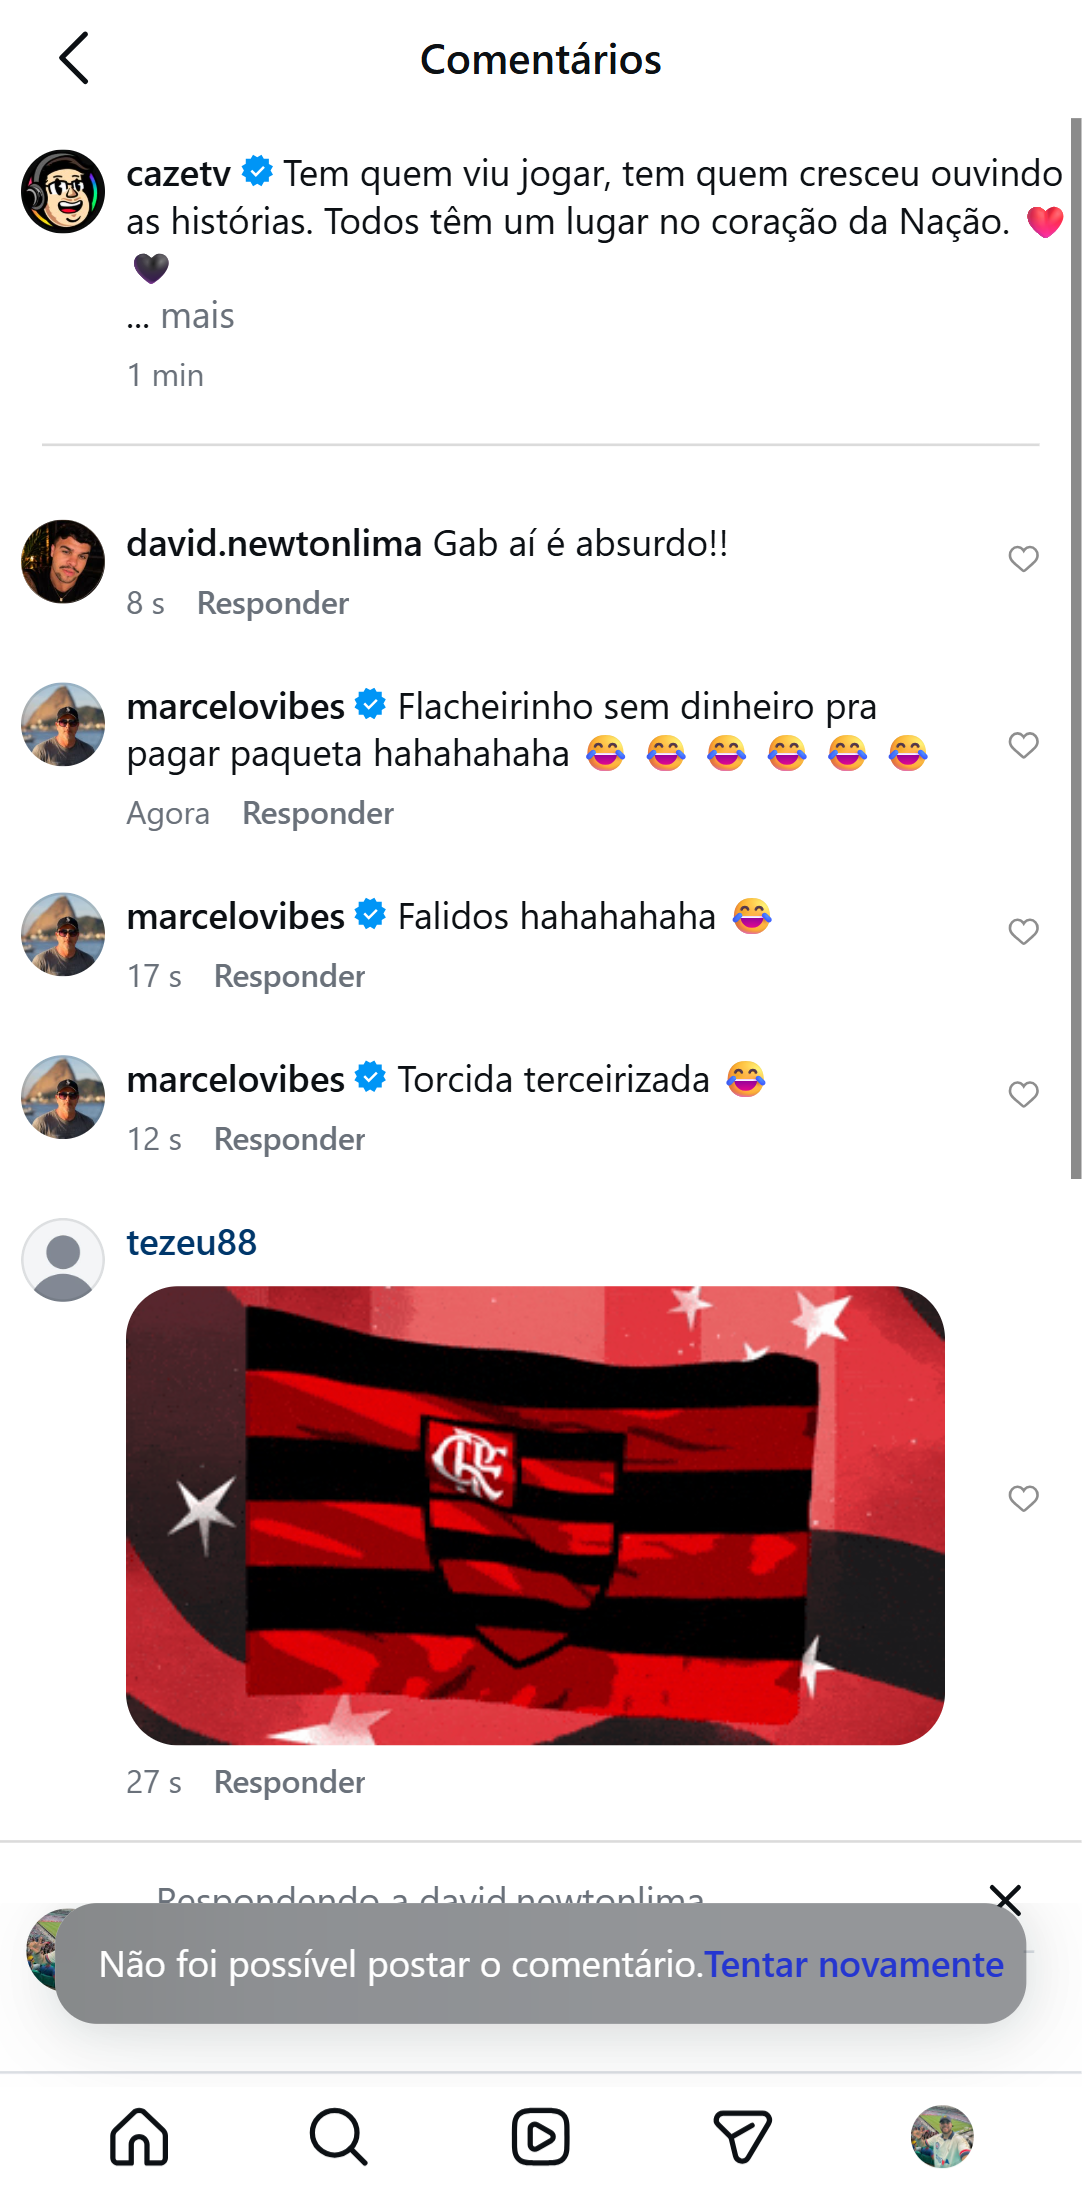 Comentários
cazetv Tem quem viu jogar, tem quem cresceu ouvindo
as histórias. Todos têm um lugar no coração da Nação. ❤️
🖤
... mais
1 min
david.newtonlima Gab aí é absurdo!!
8 s Responder
marcelovibes Flacheirinho sem dinheiro pra
pagar paqueta hahahahaha 😂 😂 😂 😂 😂 😂
Agora Responder
marcelovibes Falidos hahahahaha 😂
17 s Responder
marcelovibes Torcida terceirizada 😂
12 s Responder
tezeu88
CRF
27 s Responder
Respondendo a david.newtonlima
Não foi possível postar o comentário.Tentar novamente